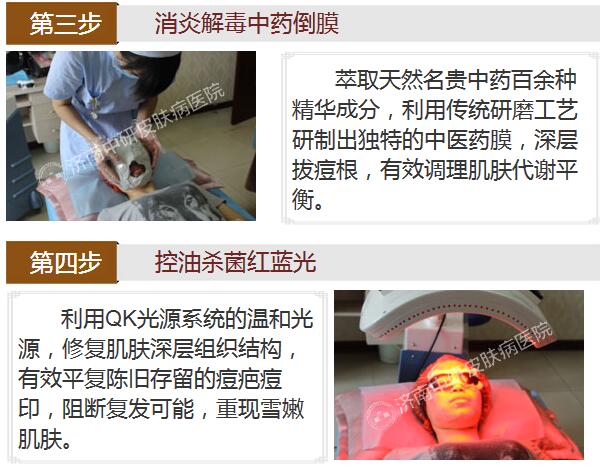 第三步 消炎解毒中药倒膜
萃取天然名贵中药百余种
精华成分，利用传统研磨工艺
研制出独特的中医药膜，深层
拔痘根，有效调理肌肤代谢平
衡。
济南中研皮肤病医院
第四步 控油杀菌红蓝光
利用QK光源系统的温和光
源，修复肌肤深层组织结构，
有效平复陈旧存留的痘疤痘
印，阻断复发可能，重现雪嫩
肌肤。
济南中研皮肤病医院